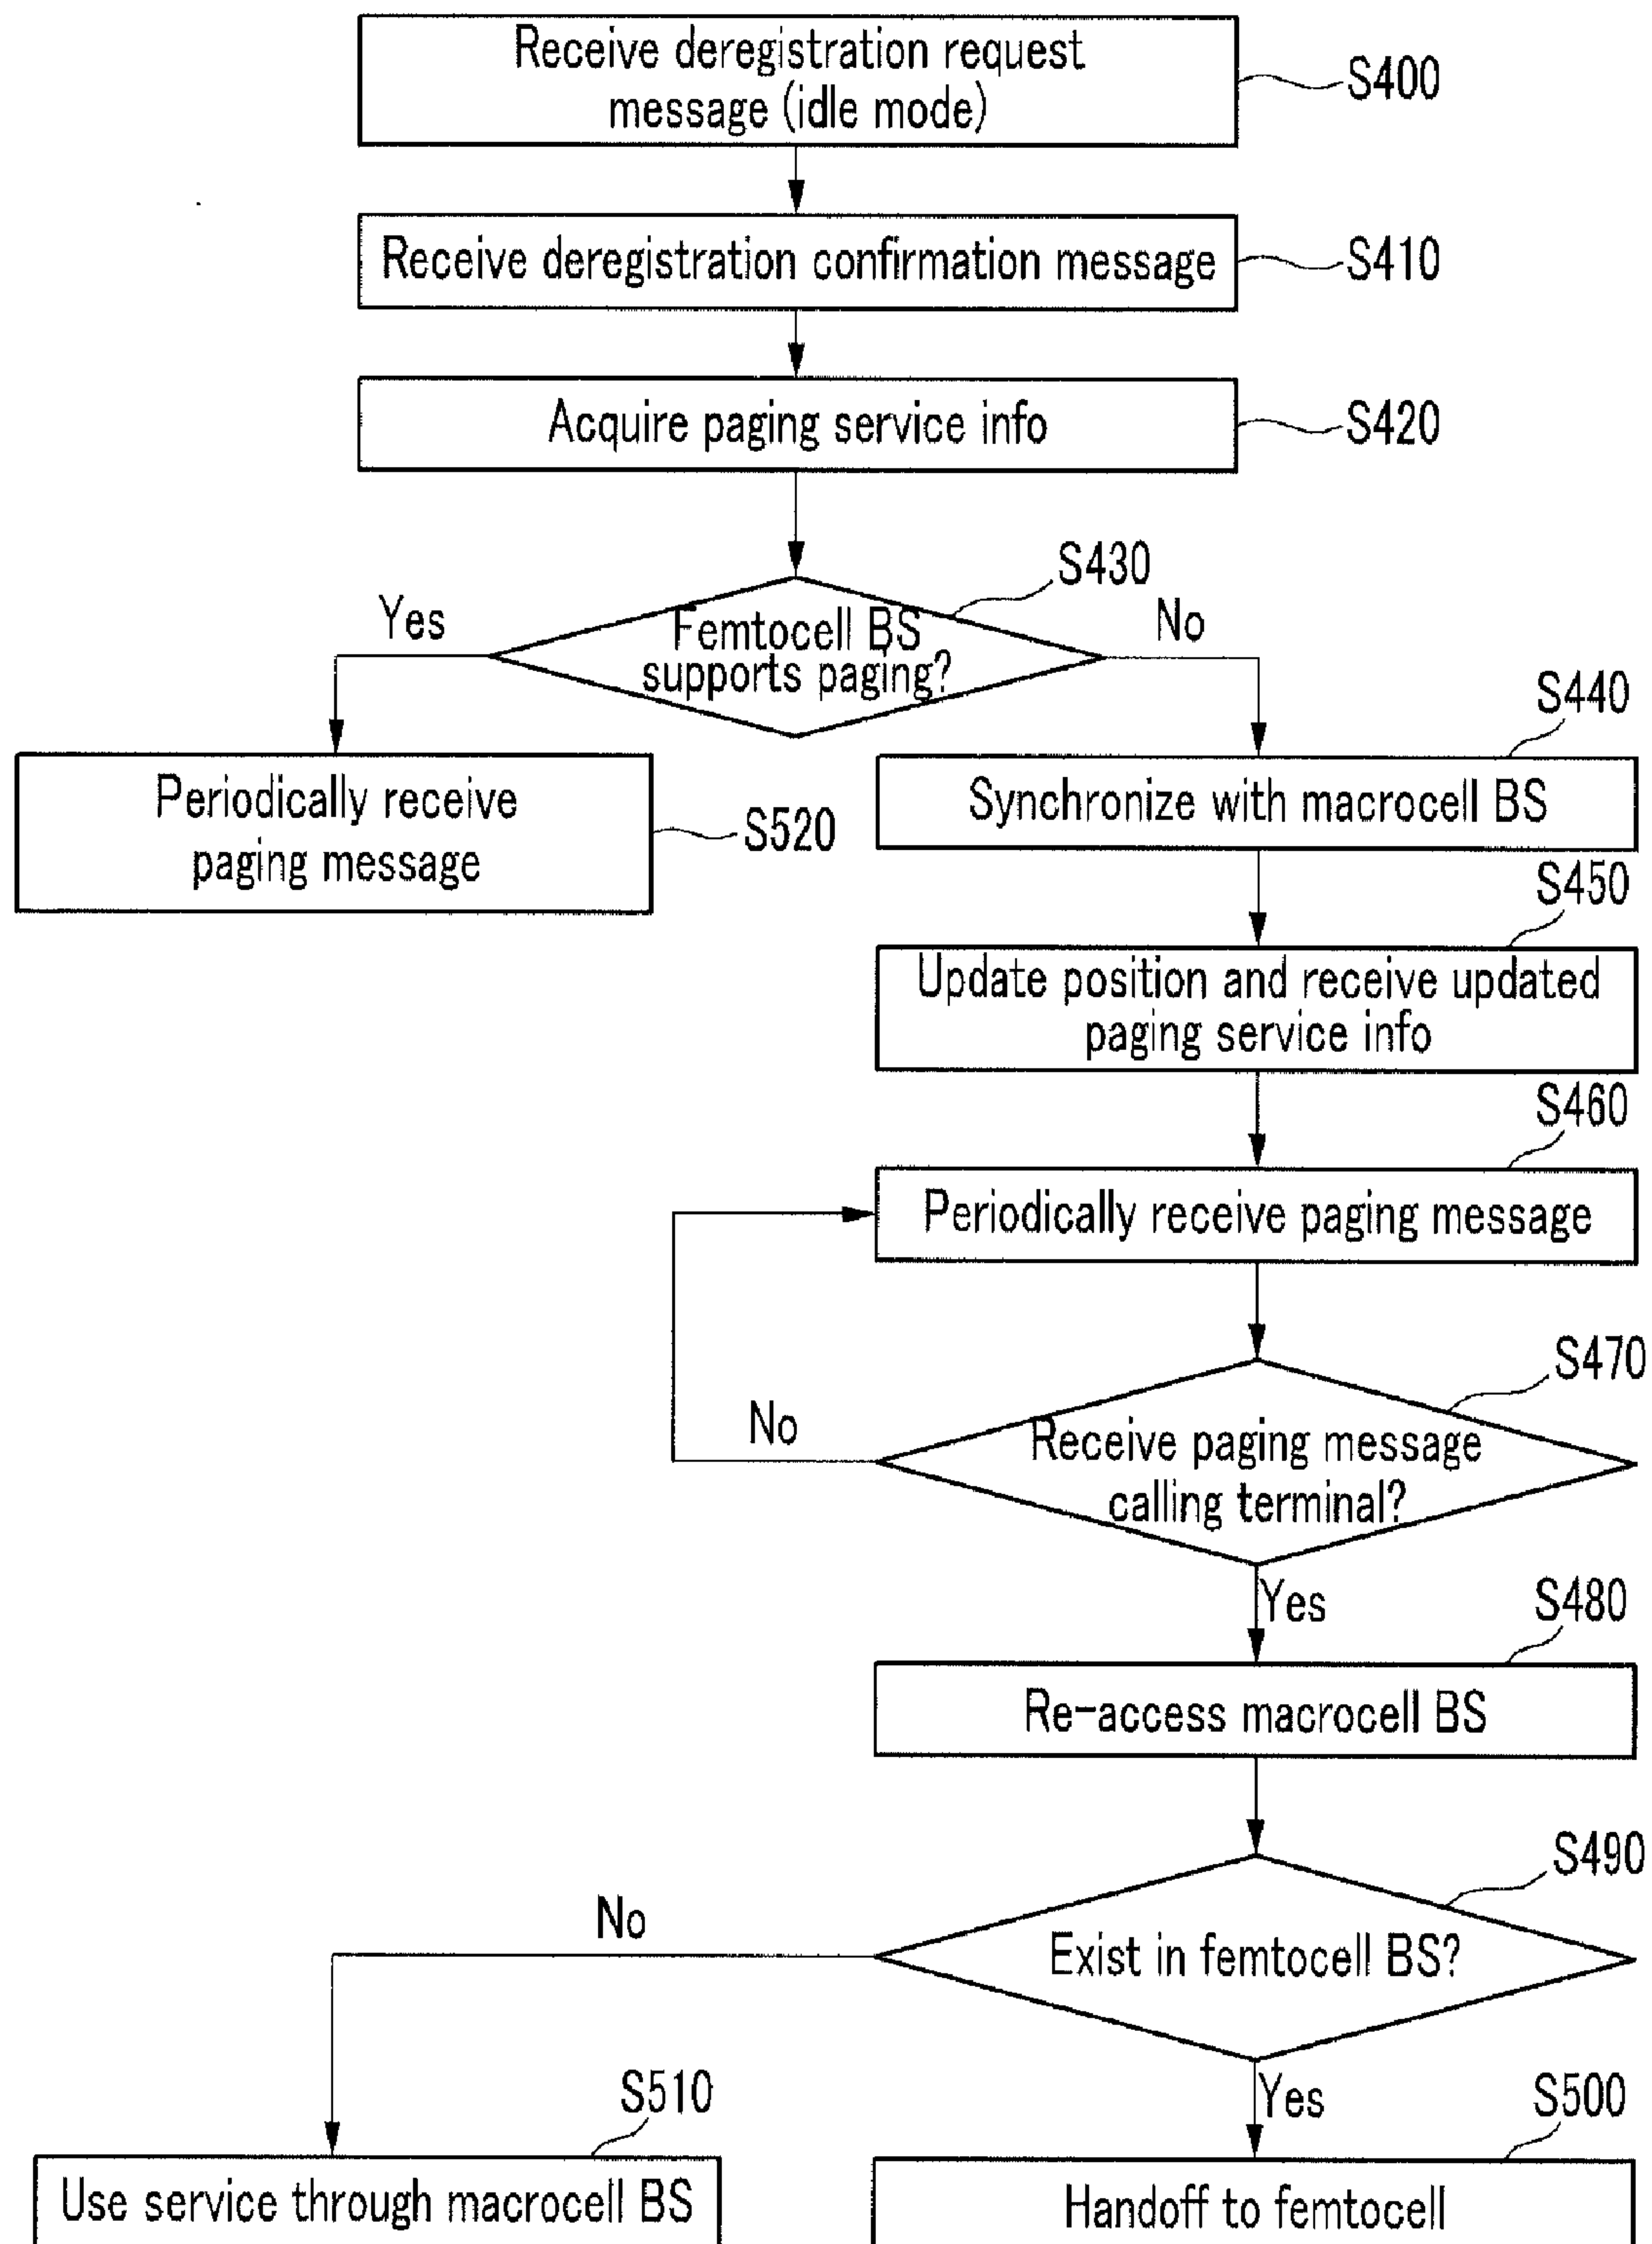 Receive deregistration request
message (idle mode)
S400
Receive deregistration confirmation message
S410
Acquire paging service info
S420
S430
Yes
Femtocell BS
supports paging?
No
S440
Periodically receive
paging message
S520
Synchronize with macrocell BS
S450
Update position and receive updated
paging service info
S460
Periodically receive paging message
S470
No
Receive paging message
calling terminal?
Yes
S480
Re-access macrocell BS
S490
No
Exist in femtocell BS?
Yes
S510
S500
Use service through macrocell BS
Handoff to femtocell